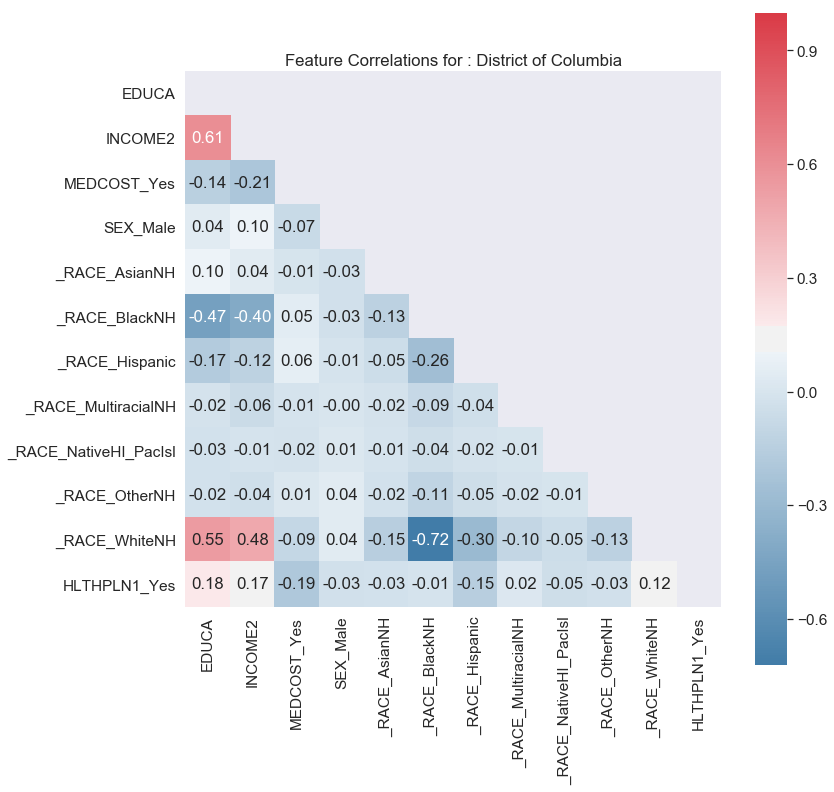 Feature Correlations for : District of Columbia
EDUCA
INCOME2 0.61
MEDCOST_Yes -0.14 -0.21
SEX_Male 0.04 0.10 -0.07
_RACE_AsianNH 0.10 0.04 -0.01 -0.03
_RACE_BlackNH -0.47 -0.40 0.05 -0.03 -0.13
_RACE_Hispanic -0.17 -0.12 0.06 -0.01 -0.05 -0.26
_RACE_MultiracialNH -0.02 -0.06 -0.01 -0.00 -0.02 -0.09 -0.04
_RACE_NativeHI_PacIsl -0.03 -0.01 -0.02 0.01 -0.01 -0.04 -0.02 -0.01
_RACE_OtherNH -0.02 -0.04 0.01 0.04 -0.02 -0.11 -0.05 -0.02 -0.01
_RACE_WhiteNH 0.55 0.48 -0.09 0.04 -0.15 -0.72 -0.30 -0.10 -0.05 -0.13
HLTHPLN1_Yes 0.18 0.17 -0.19 -0.03 -0.03 -0.01 -0.15 0.02 -0.05 -0.03 0.12
EDUCA
INCOME2
MEDCOST_Yes
SEX_Male
_RACE_AsianNH
_RACE_BlackNH
_RACE_Hispanic
_RACE_MultiracialNH
_RACE_NativeHI_PacIsl
_RACE_OtherNH
_RACE_WhiteNH
HLTHPLN1_Yes
0.9
0.6
0.3
0.0
-0.3
-0.6